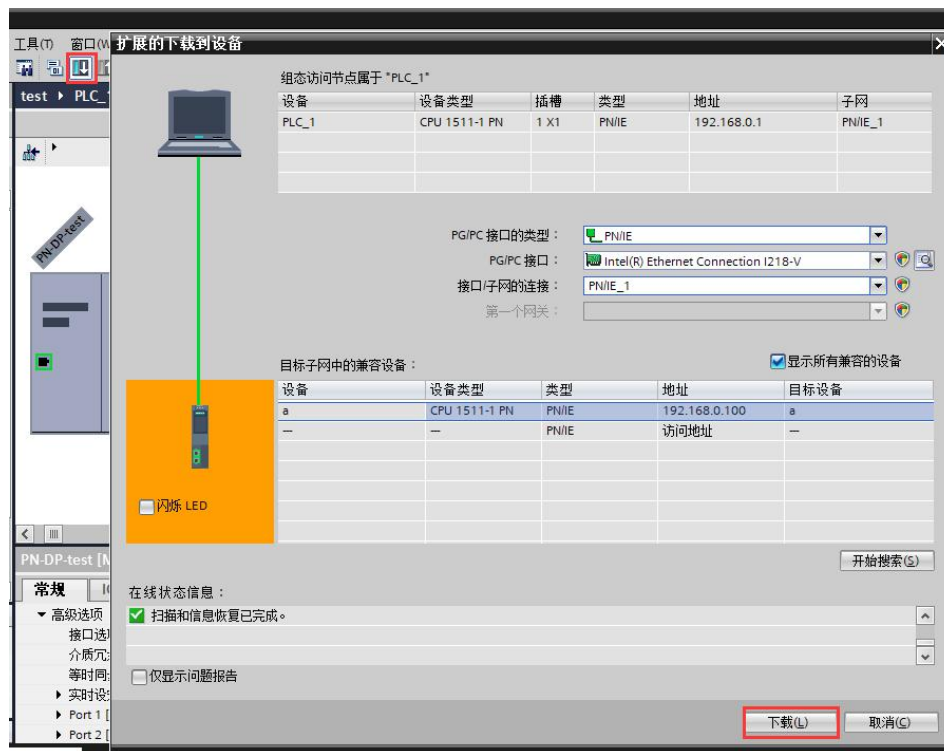 工具(T) 窗口(W 扩展的下载到设备
test PLC_1
组态访问节点属于 "PLC_1"
设备 设备类型 插槽 类型 地址 子网
PLC_1 CPU 1511-1 PN 1 X1 PN/IE 192.168.0.1 PN/IE_1
PN-DP-test
PG/PC 接口的类型： PN/IE
PG/PC 接口： Intel(R) Ethernet Connection I218-V
接口/子网的连接： PN/IE_1
第一个网关：
目标子网中的兼容设备： 显示所有兼容的设备
设备 设备类型 类型 地址 目标设备
a CPU 1511-1 PN PN/IE 192.168.0.100 a
— — PN/IE 访问地址 —
闪烁 LED
开始搜索(S)
PN-DP-test [
常规
在线状态信息：
高级选项
扫描和信息恢复已完成。
接口选
介质冗
等时同
仅显示问题报告
实时设
Port 1 [
Port 2 [
下载(L) 取消(C)